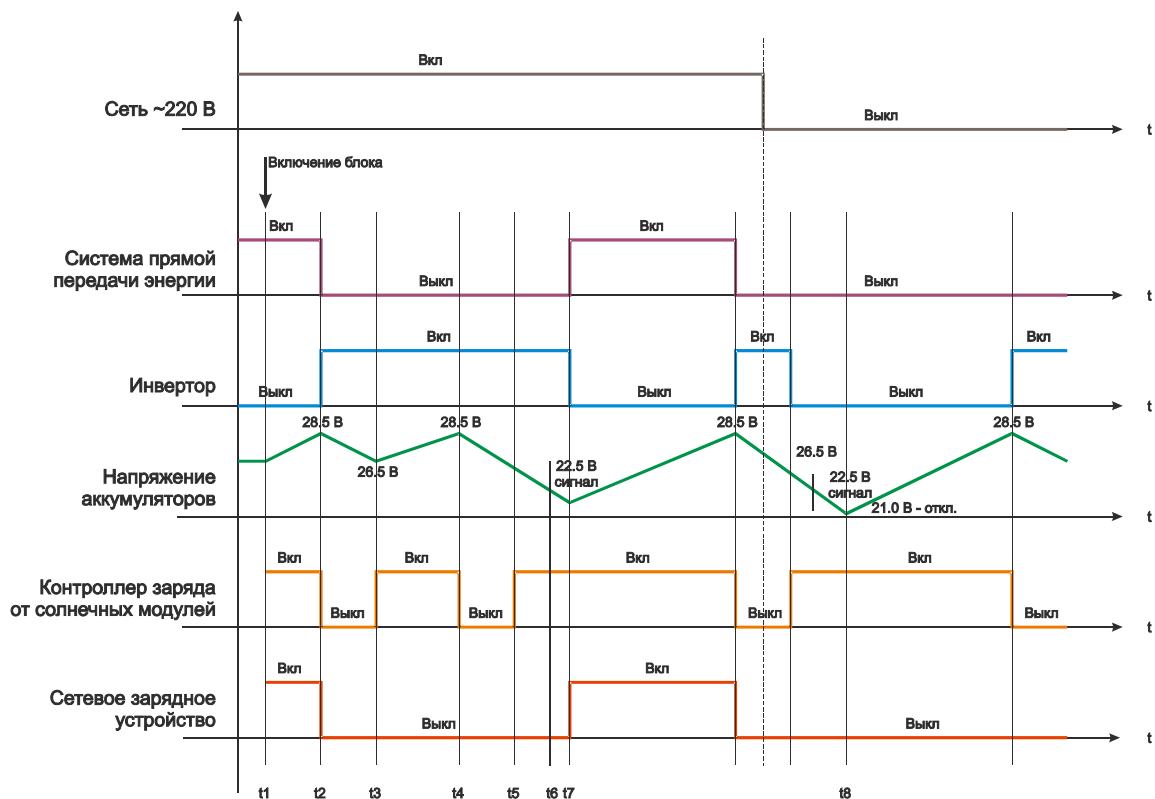 Вкл
Сеть ~220 В
Выкл
t
Включение блока
Вкл
Вкл
Система прямой
передачи энергии
Выкл
Выкл
t
Вкл
Вкл
Вкл
Инвертор
Выкл
Выкл
Выкл
t
28.5 В
28.5 В
28.5 В
28.5 В
26.5 В
26.5 В
22.5 В
сигнал
22.5 В
сигнал
Напряжение
аккумуляторов
21.0 В - откл.
t
Вкл
Вкл
Вкл
Вкл
Контроллер заряда
от солнечных модулей
Выкл
Выкл
Выкл
Выкл
t
Вкл
Вкл
Сетевое зарядное
устройство
Выкл
Выкл
t
t1
t2
t3
t4
t5
t6
t7
t8